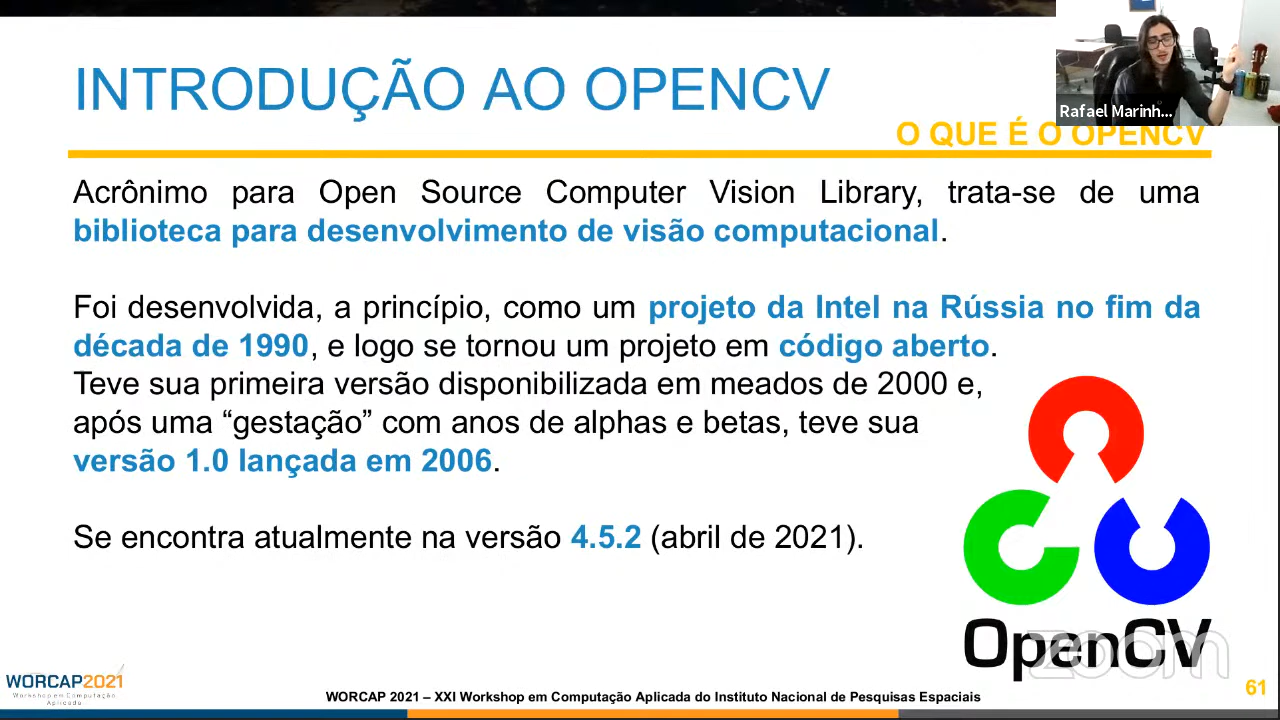 INTRODUÇÃO AO OPENCV
Rafael Marinh...
O QUE É O OPENCV
Acrônimo para Open Source Computer Vision Library, trata-se de uma
biblioteca para desenvolvimento de visão computacional.
Foi desenvolvida, a princípio, como um projeto da Intel na Rússia no fim da
década de 1990, e logo se tornou um projeto em código aberto.
Teve sua primeira versão disponibilizada em meados de 2000 e,
após uma “gestação” com anos de alphas e betas, teve sua
versão 1.0 lançada em 2006.
Se encontra atualmente na versão 4.5.2 (abril de 2021).
OpenCV
zoom
WORCAP2021
Workshop em Computação
Aplicada
WORCAP 2021 – XXI Workshop em Computação Aplicada do Instituto Nacional de Pesquisas Espaciais
61